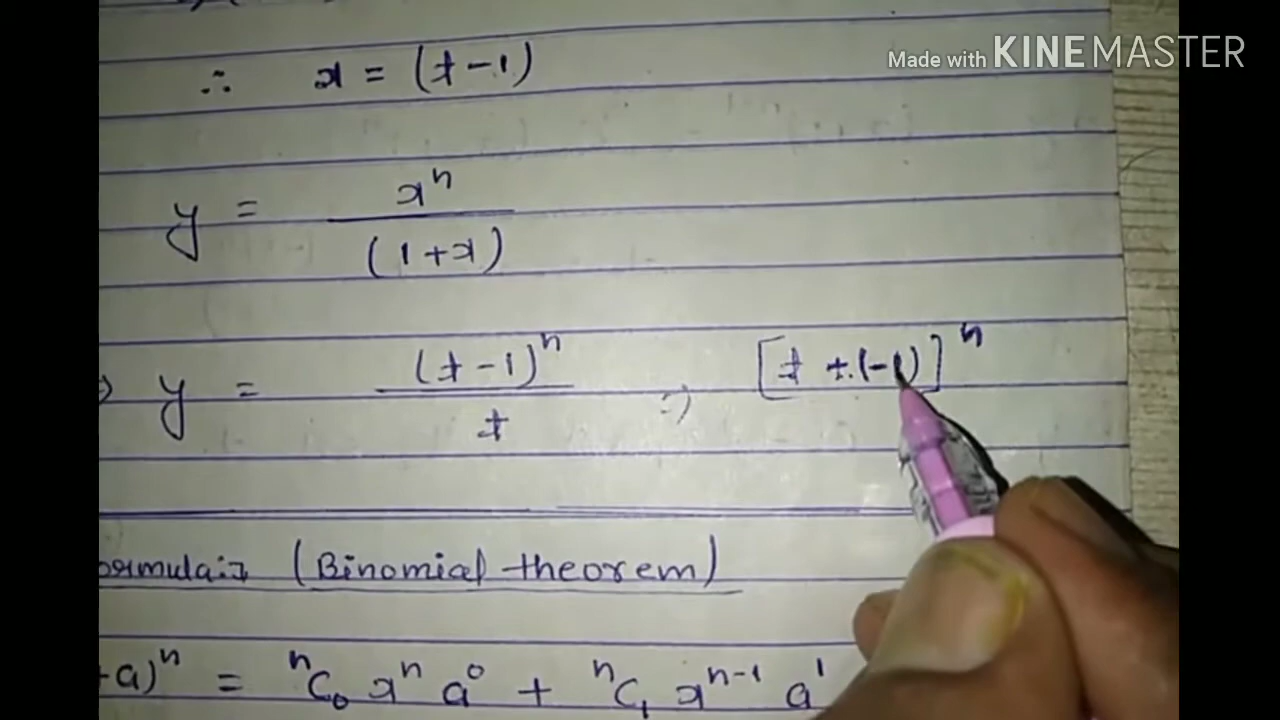 Made with KINEMASTER
∴ x = (t-1)
y = xⁿ / (1+x)
⇒ y = (t-1)ⁿ / t ⇒ [t + (-1)]ⁿ
ormula:- (Binomial theorem)
+a)ⁿ = ⁿC₀ xⁿ a⁰ + ⁿC₁ xⁿ⁻¹ a¹